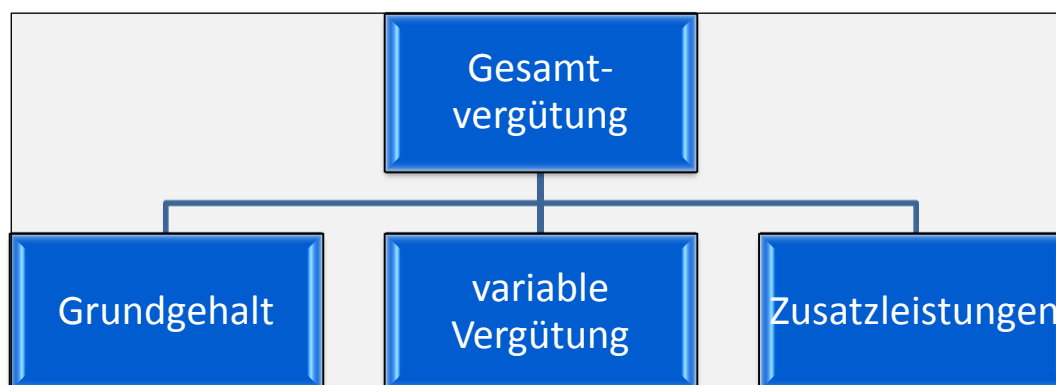 Gesamt-
vergütung
Grundgehalt
variable
Vergütung
Zusatzleistungen